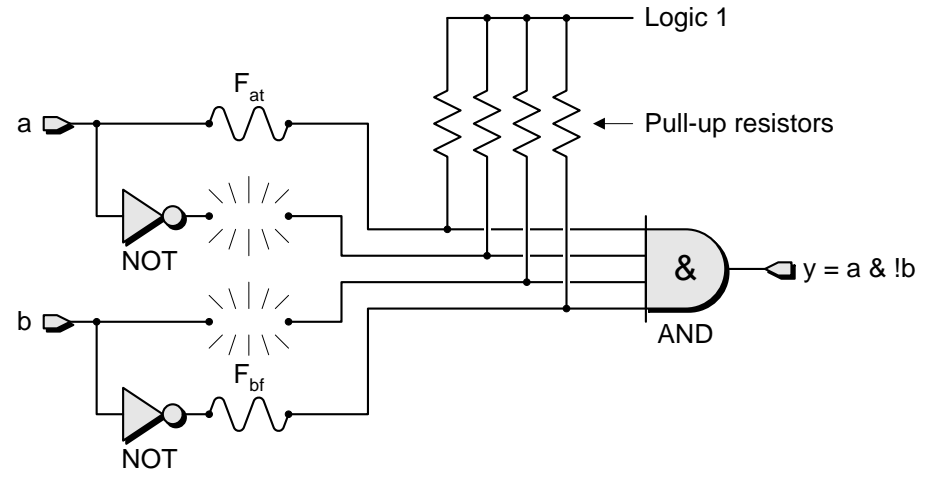 Logic 1
F_at
a
Pull-up resistors
NOT
&
y = a & !b
b
AND
F_bf
NOT